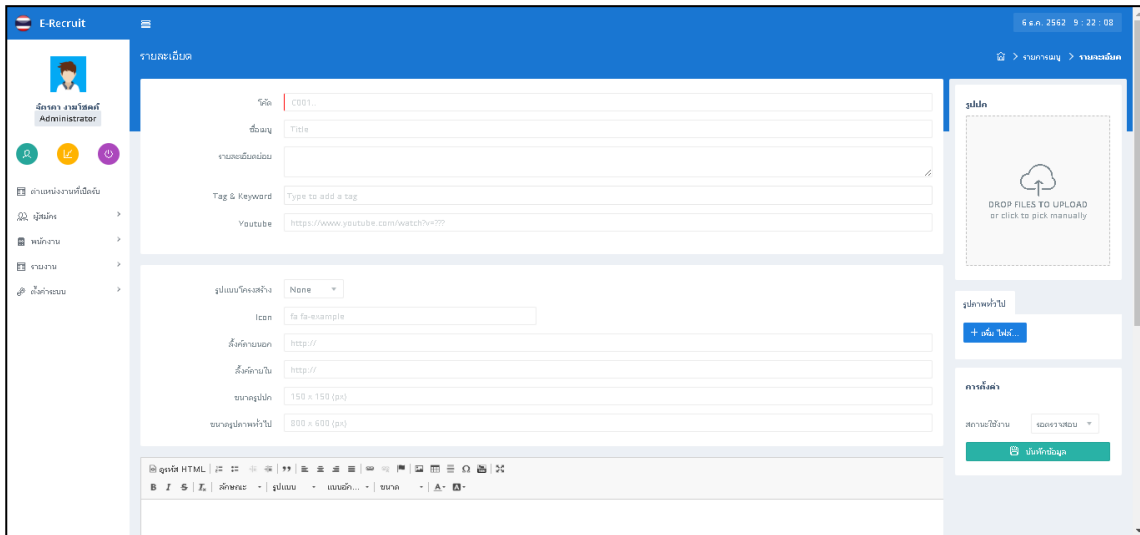 E-Recruit
6 ธ.ค. 2562 9 : 22 : 08
รายละเอียด
> รายการเมนู > รายละเอียด
จักรดา งามโสตถ์
Administrator
ตำแหน่งงานที่เปิดรับ
ผู้สมัคร
พนักงาน
รายงาน
ตั้งค่าระบบ
โค้ด C001..
ชื่อเมนู Title
รายละเอียดย่อย
Tag & Keyword Type to add a tag
Youtube https://www.youtube.com/watch?v=???
รูปแบบโครงสร้าง None
Icon fa fa-example
ลิ้งค์ภายนอก http://
ลิ้งค์ภายใน http://
ขนาดรูปปก 150 x 150 (px)
ขนาดรูปภาพทั่วไป 800 x 600 (px)
ดูรหัส HTML
B I S Tx ลักษณะ รูปแบบ แบบอัก... ขนาด A A
รูปปก
DROP FILES TO UPLOAD
or click to pick manually
รูปภาพทั่วไป
+ เพิ่ม ไฟล์...
การตั้งค่า
สถานะใช้งาน รอตรวจสอบ
บันทึกข้อมูล